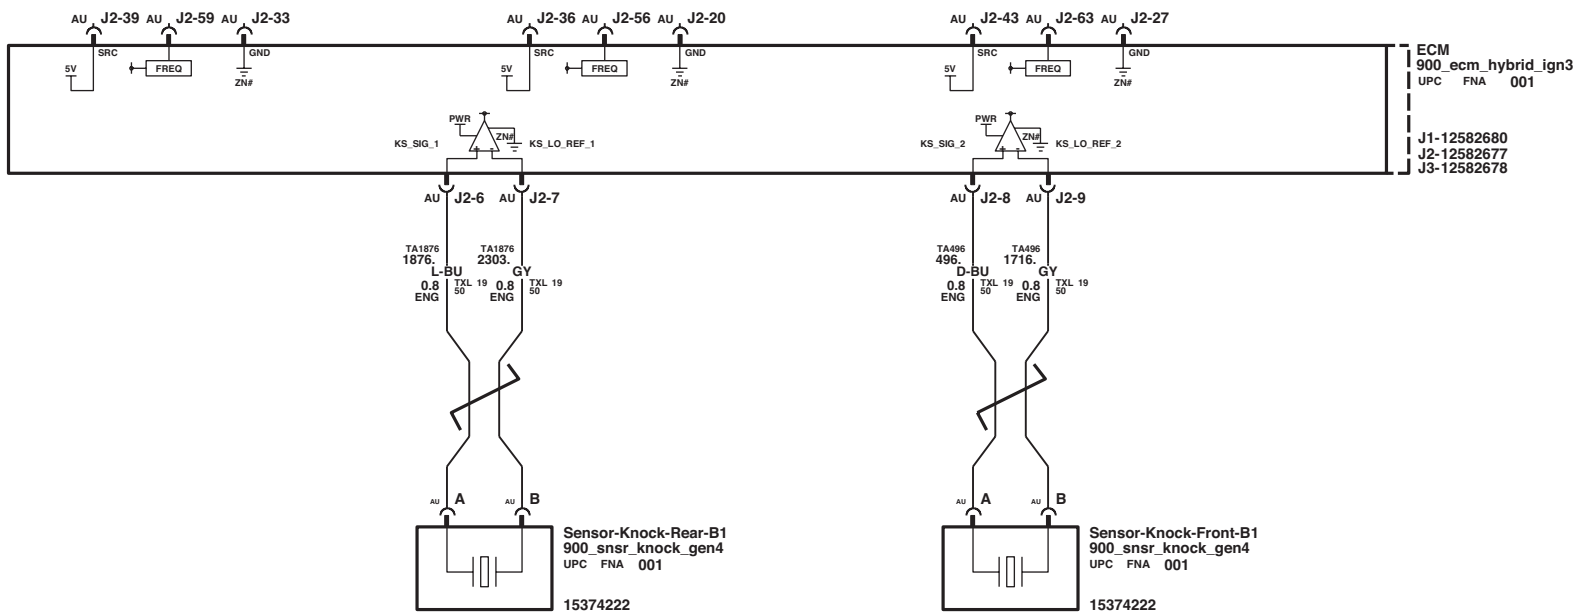 AU J2-39 AU J2-59 AU J2-33 AU J2-36 AU J2-56 AU J2-20 AU J2-43 AU J2-63 AU J2-27
SRC GND SRC GND SRC GND
5V FREQ ZN# 5V FREQ ZN# 5V FREQ ZN#
ECM
900_ecm_hybrid_ign3
UPC FNA 001
PWR ZN# PWR ZN#
KS_SIG_1 KS_LO_REF_1 KS_SIG_2 KS_LO_REF_2
J1-12582680
J2-12582677
J3-12582678
AU J2-6 AU J2-7 AU J2-8 AU J2-9
TA1876 TA1876 TA496 TA496
1876. 2303. 496. 1716.
L-BU GY D-BU GY
0.8 TXL 19 0.8 TXL 19 0.8 TXL 19 0.8 TXL 19
50 50 50 50
ENG ENG ENG ENG
AU A AU B AU A AU B
Sensor-Knock-Rear-B1
900_snsr_knock_gen4
UPC FNA 001
15374222
Sensor-Knock-Front-B1
900_snsr_knock_gen4
UPC FNA 001
15374222